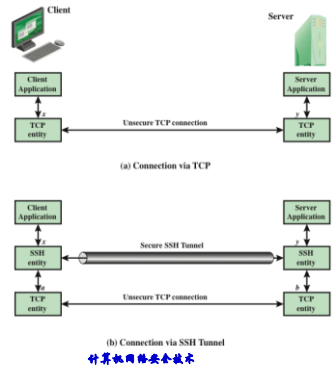 Client
Server
Client
Application
Server
Application
x
y
TCP
entity
Unsecure TCP connection
TCP
entity
(a) Connection via TCP
Client
Application
Server
Application
x
y
SSH
entity
Secure SSH Tunnel
SSH
entity
a
b
TCP
entity
Unsecure TCP connection
TCP
entity
(b) Connection via SSH Tunnel
计算机网络安全技术